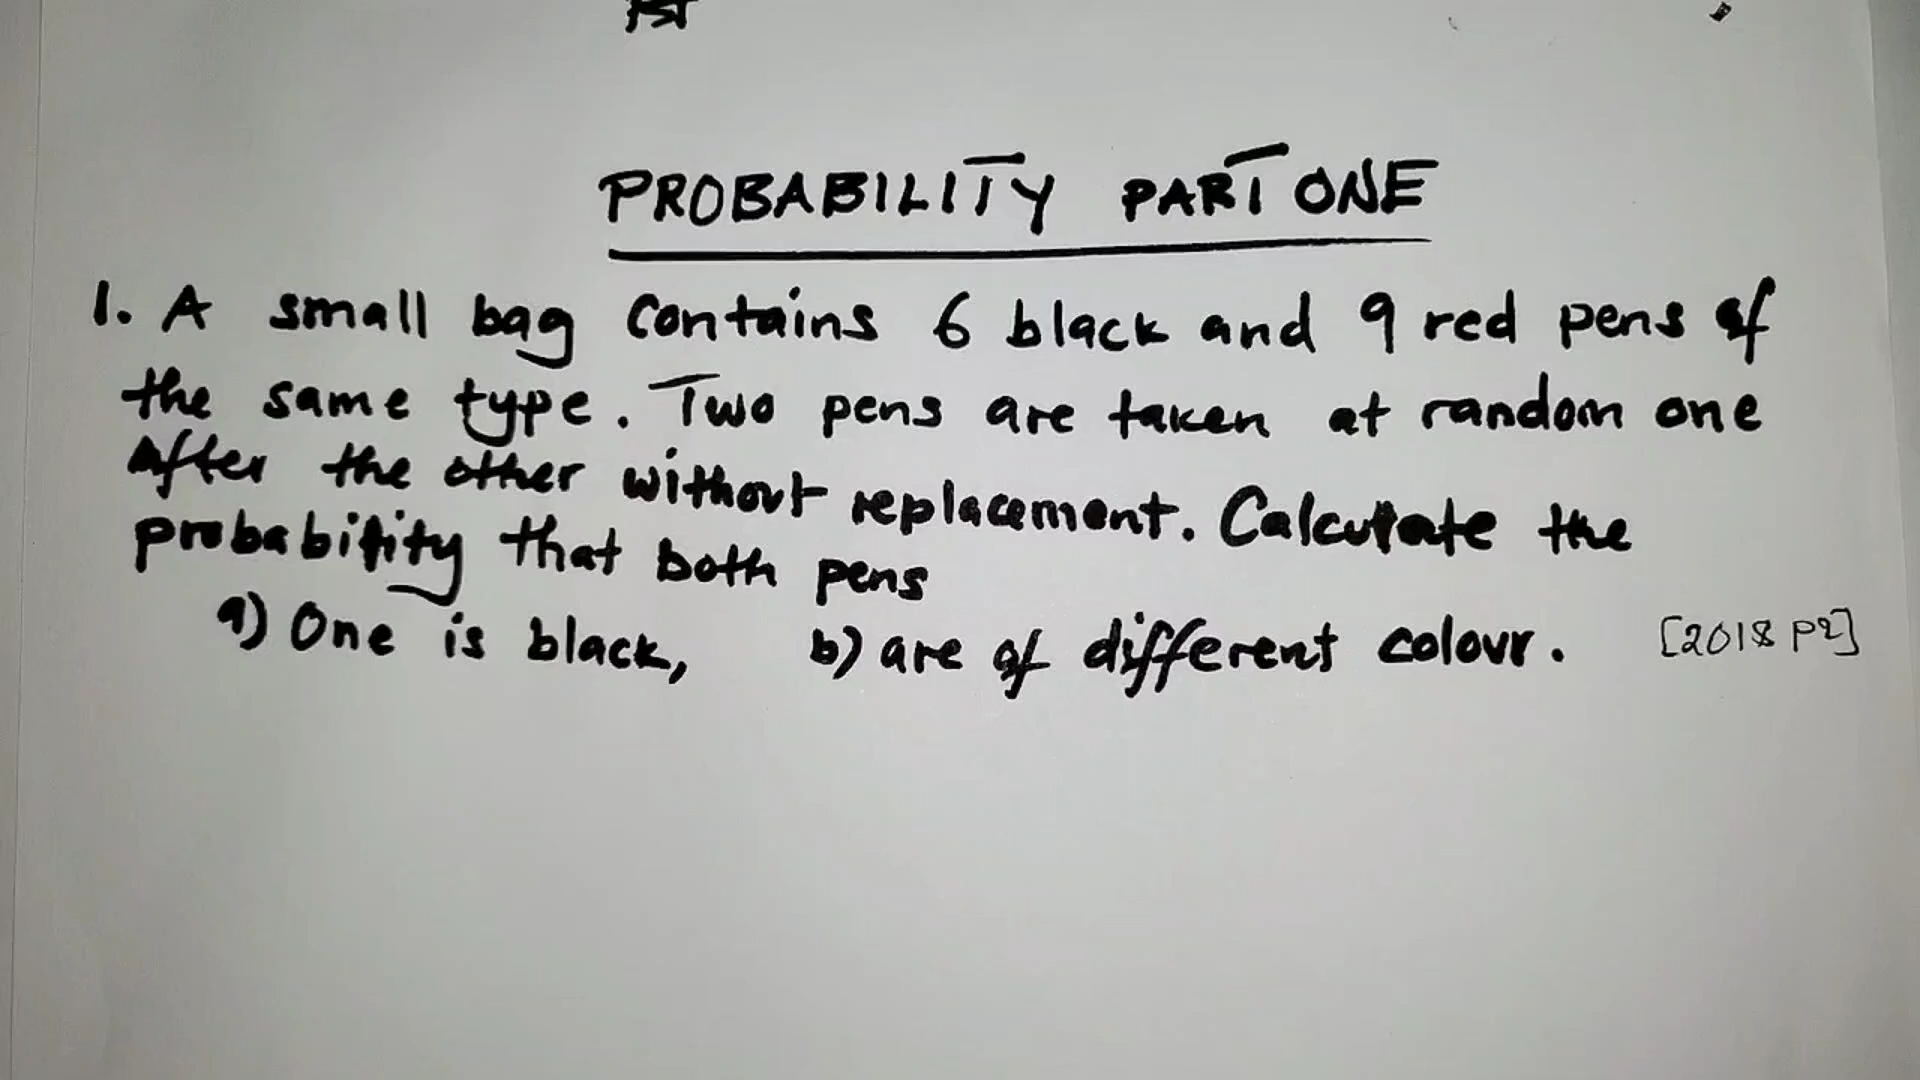 PROBABILITY PART ONE
1. A small bag contains 6 black and 9 red pens of
the same type. Two pens are taken at random one
after the other without replacement. Calculate the
probability that both pens
a) One is black, b) are of different colour. [2018 P2]